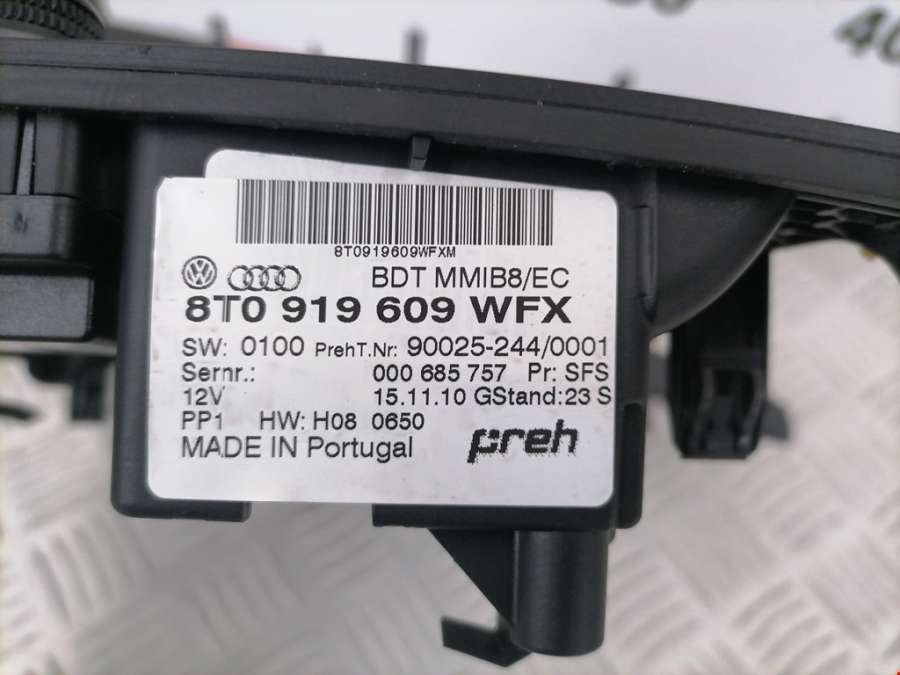 40
8T0919609WFXM
BDT MMIB8/EC
8T0 919 609 WFX
SW: 0100 PrehT.Nr: 90025-244/0001
Sernr.: 000 685 757 Pr: SFS
12V 15.11.10 GStand: 23 S
PP1 HW: H08 0650
MADE IN Portugal preh